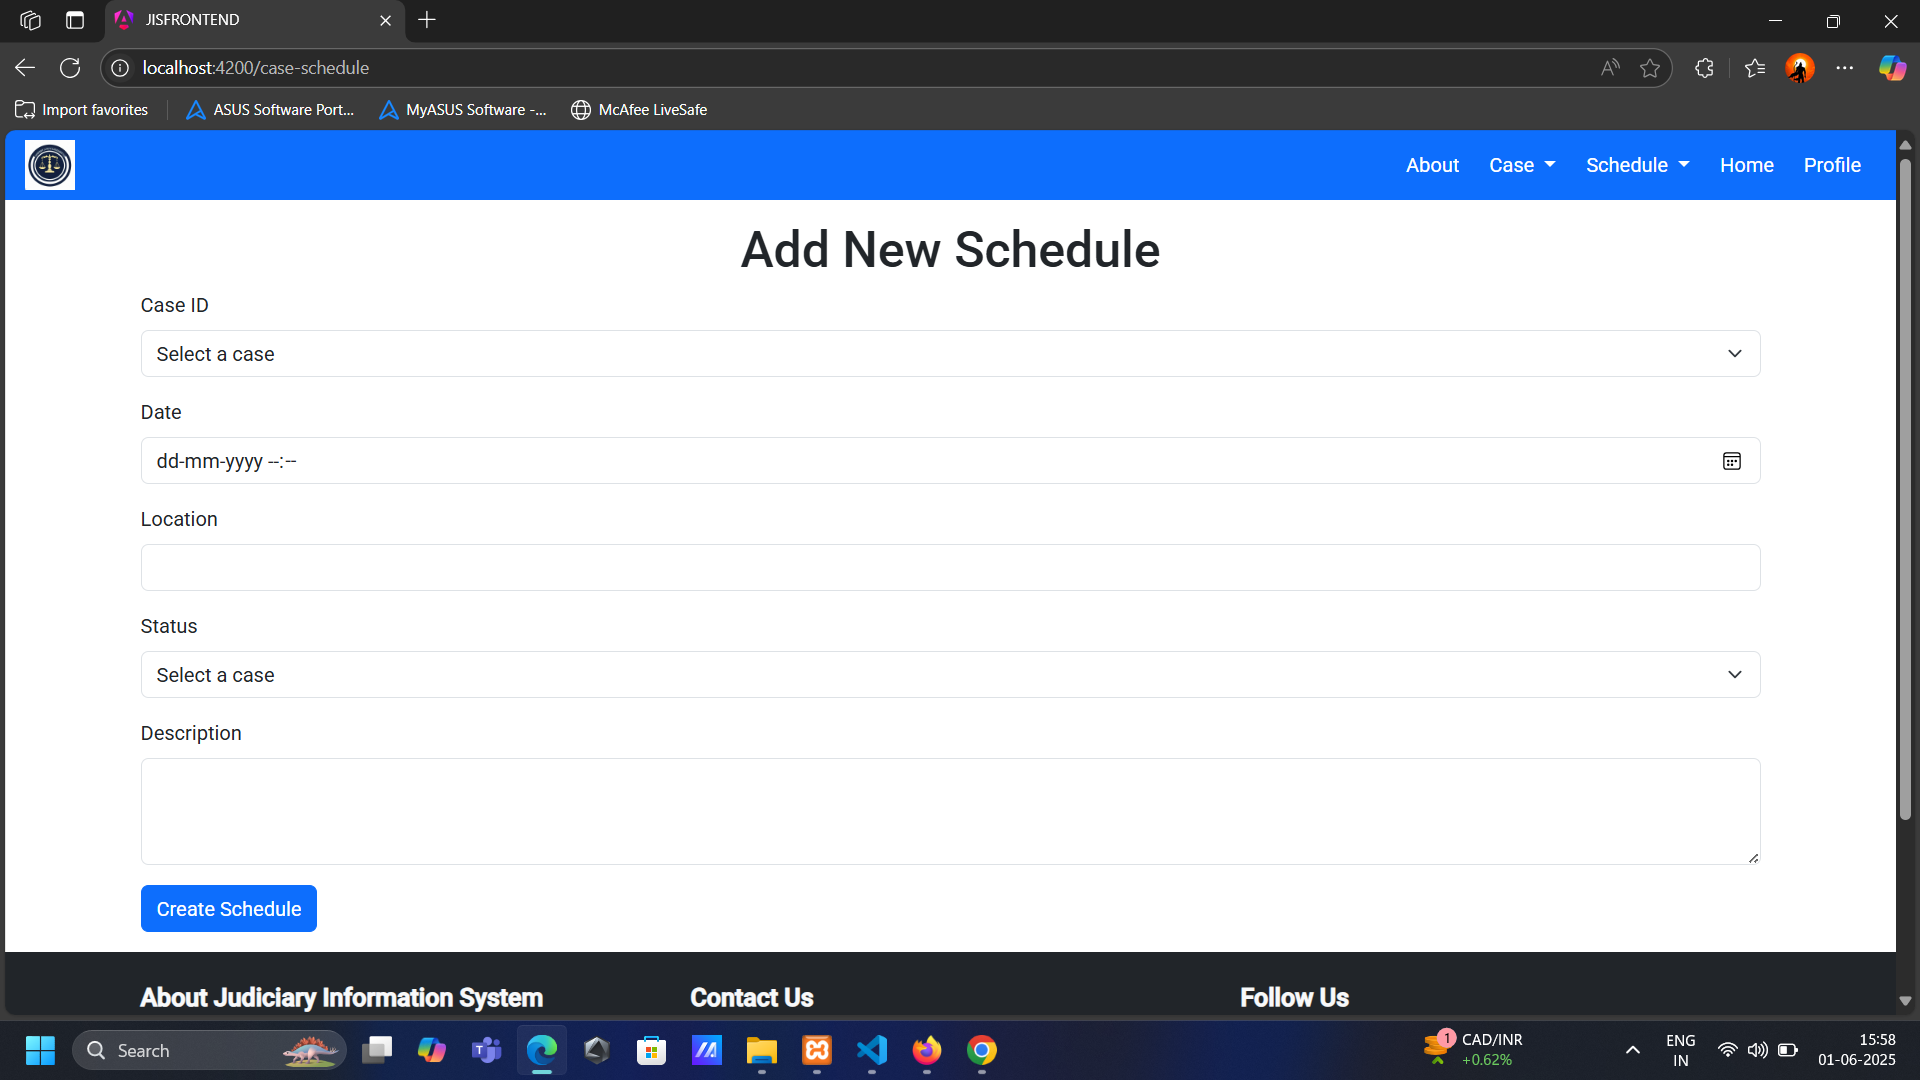 JISFRONTEND
localhost:4200/case-schedule
Import favorites
ASUS Software Port...
MyASUS Software -...
McAfee LiveSafe
About
Case
Schedule
Home
Profile
Add New Schedule
Case ID
Select a case
Date
dd-mm-yyyy --:--
Location
Status
Select a case
Description
Create Schedule
About Judiciary Information System
Contact Us
Follow Us
Search
1
CAD/INR
+0.62%
ENG
IN
15:58
01-06-2025